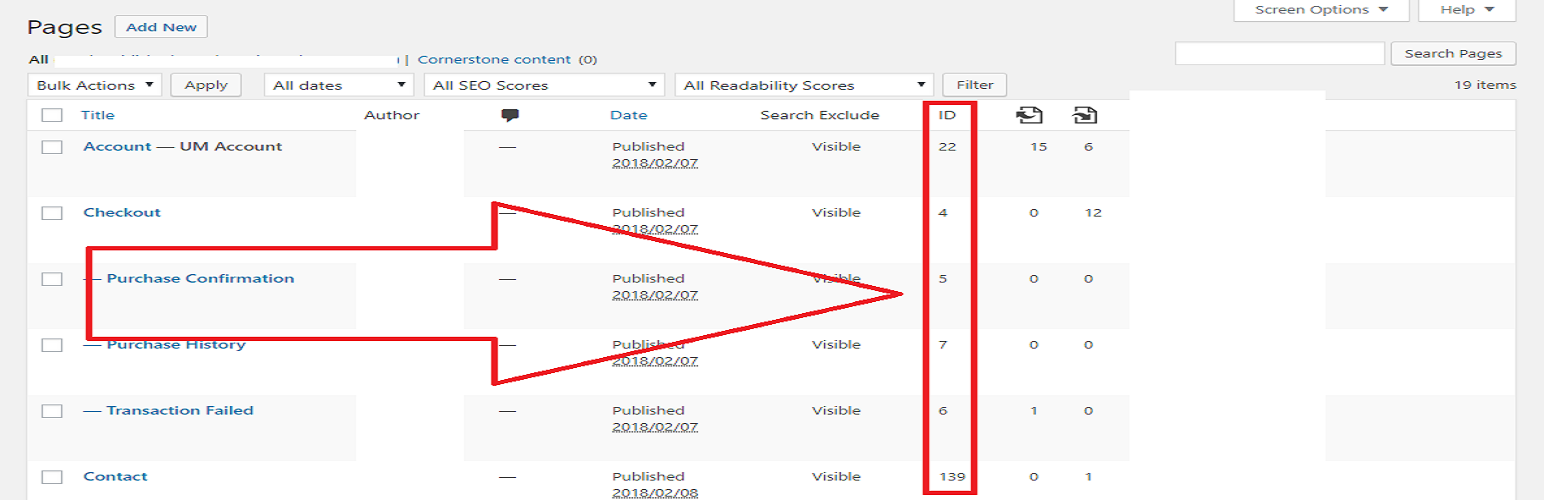 Screen Options Help
Pages Add New
All | Cornerstone content (0)
Search Pages
Bulk Actions Apply All dates All SEO Scores All Readability Scores Filter 19 items
Title Author Date Search Exclude ID
Account — UM Account — Published Visible 22 15 6
2018/02/07
Checkout — Published Visible 4 0 12
2018/02/07
— Purchase Confirmation — Published Visible 5 0 0
2018/02/07
— Purchase History — Published Visible 7 0 0
2018/02/07
— Transaction Failed — Published Visible 6 1 0
2018/02/07
Contact — Published Visible 139 0 1
2018/02/08